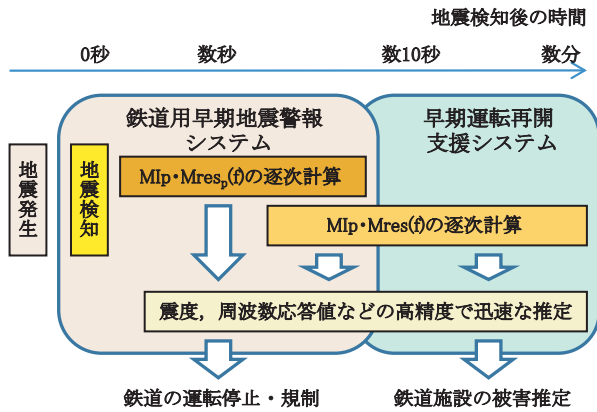 地震検知後の時間
0秒
数秒
数10秒
数分
鉄道用早期地震警報
システム
早期運転再開
支援システム
地震発生
地震検知
MIp・Mresp(f)の逐次計算
MIp・Mres(f)の逐次計算
震度，周波数応答値などの高精度で迅速な推定
鉄道の運転停止・規制
鉄道施設の被害推定